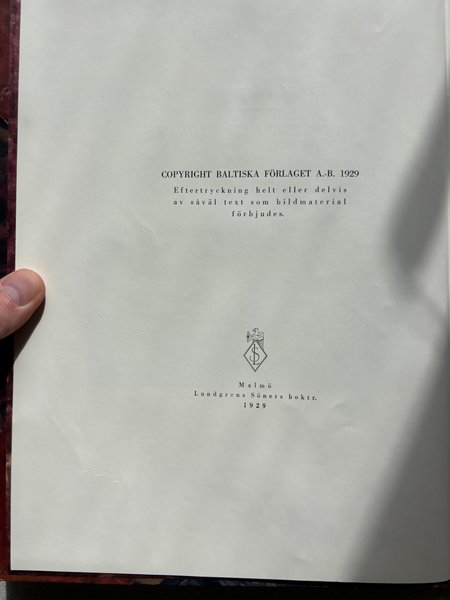 COPYRIGHT BALTISKA FÖRLAGET A.-B. 1929
Eftertryckning helt eller delvis
av såväl text som bildmaterial
förbjudes.
Malmö
Lundgrens Söners boktr.
1929